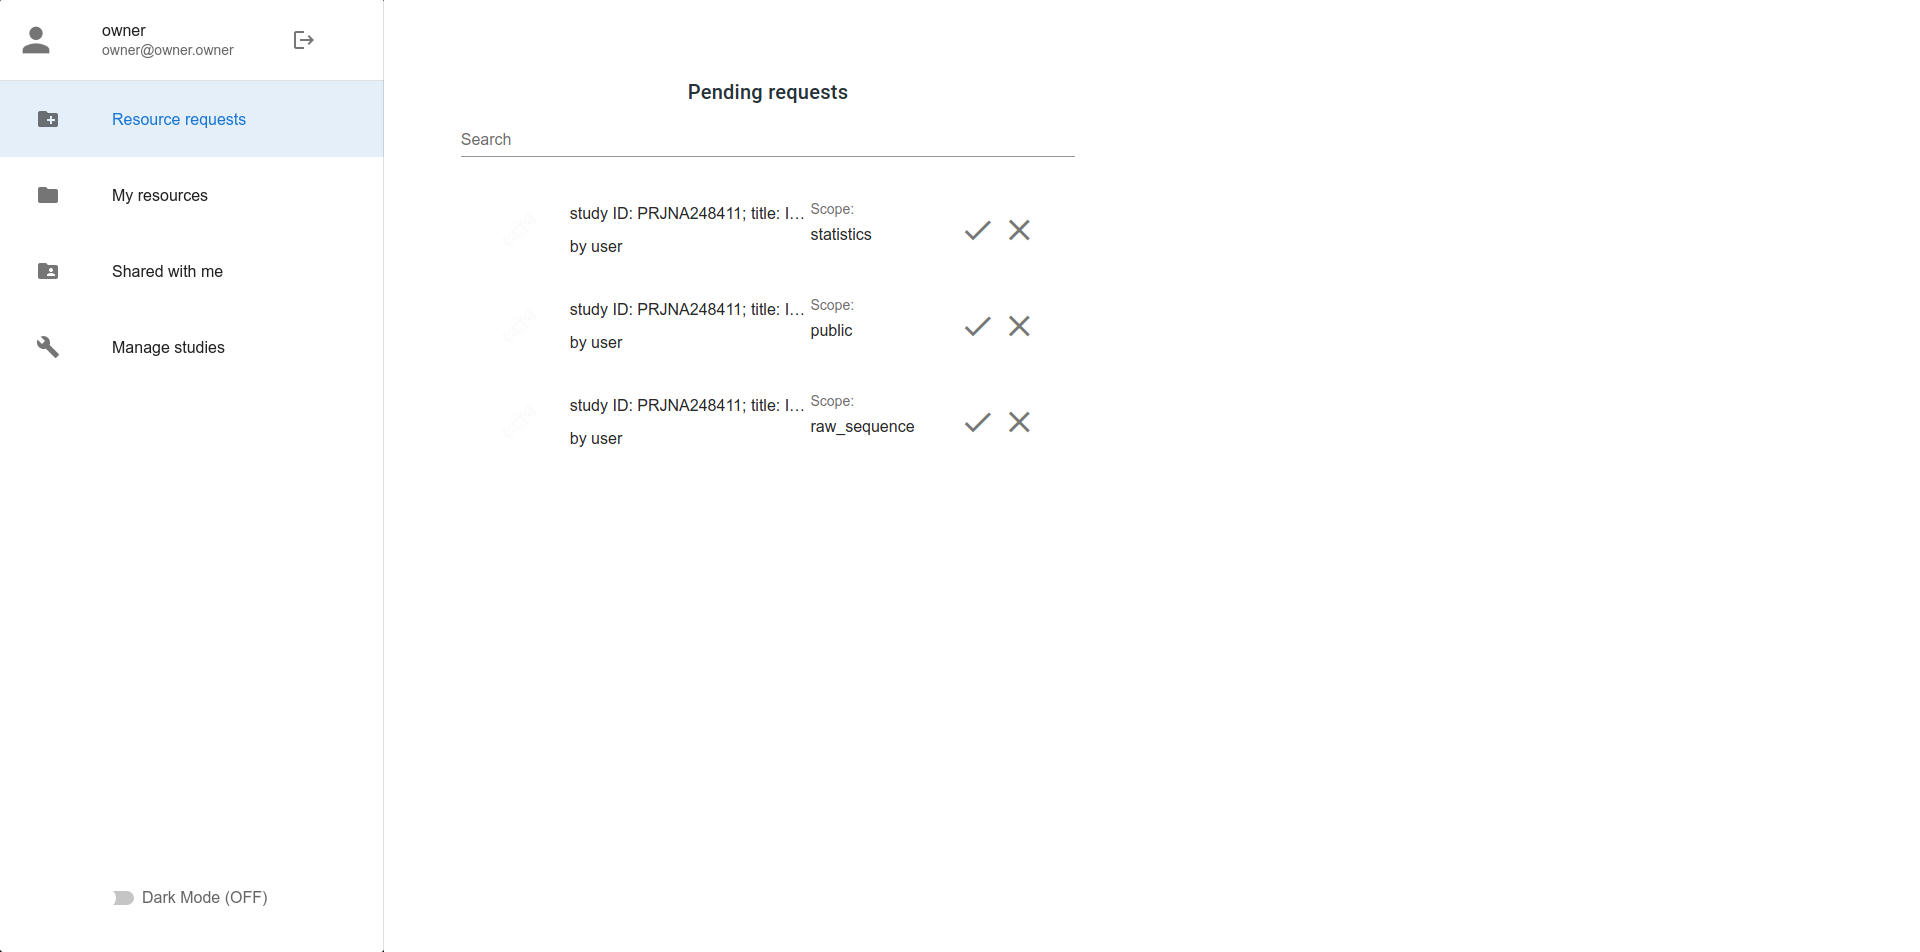 owner
owner@owner.owner
Resource requests
My resources
Shared with me
Manage studies
Dark Mode (OFF)
Pending requests
Search
study ID: PRJNA248411; title: I...
by user
Scope:
statistics
study ID: PRJNA248411; title: I...
by user
Scope:
public
study ID: PRJNA248411; title: I...
by user
Scope:
raw_sequence